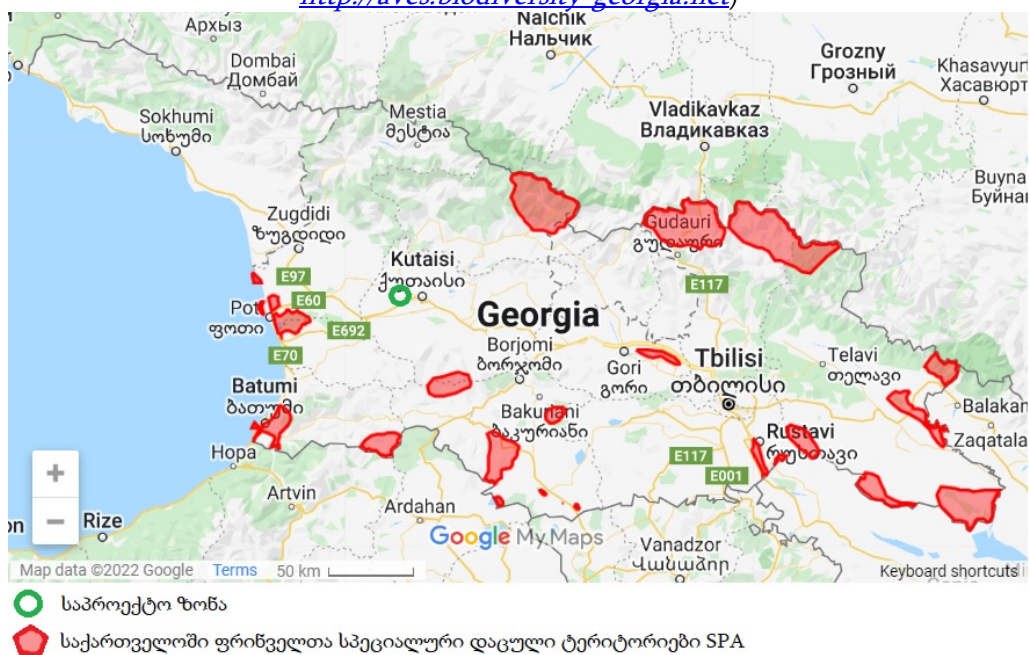 http://aves.biodiversity-georgia.net)
Архыз
Dombai
Домбай
Nalchik
Нальчик
Grozny
Грозный
Khasavyurt
Хасавюрт
Sokhumi
სოხუმი
Mestia
მესტია
Vladikavkaz
Владикавказ
Buyna
Буйнак
Zugdidi
ზუგდიდი
Gudauri
გუდაური
Kutaisi
ქუთაისი
E97
E60
E117
Pot
ფოთი
E692
Georgia
E70
Borjomi
ბორჯომი
Gori
გორი
Tbilisi
თბილისი
Telavi
თელავი
Batumi
ბათუმი
Bakuriani
ბაკურიანი
Balakan
Hopa
Rustavi
რუსთავი
Zaqatala
E117
E001
Artvin
Ardahan
Rize
Google My Maps
Vanadzor
Վանաձոր
Map data ©2022 Google Terms 50 km
Keyboard shortcuts
საპროექტო ზონა
საქართველოში ფრინველთა სპეციალური დაცული ტერიტორიები SPA